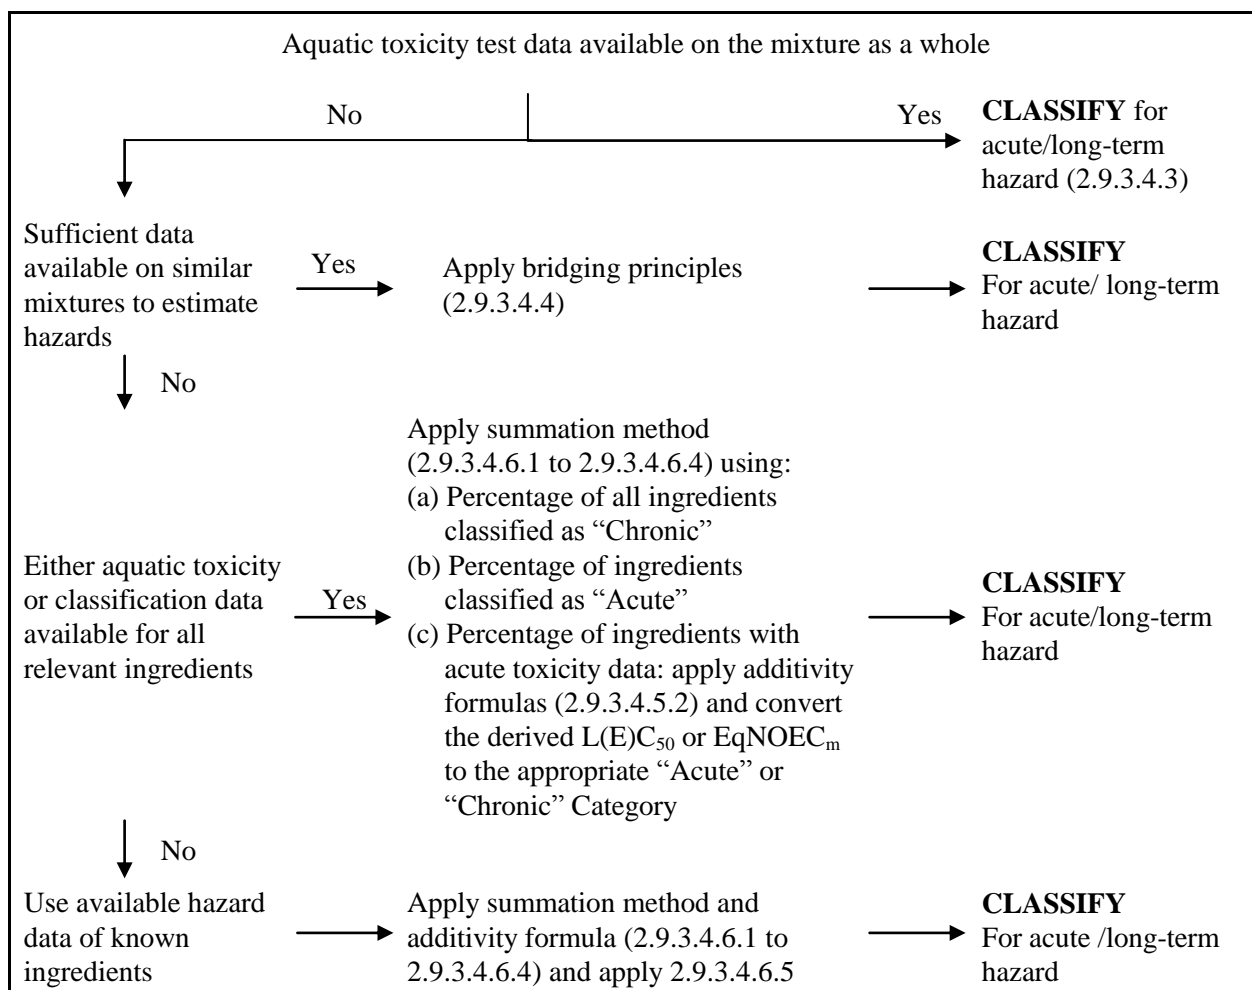 Aquatic toxicity test data available on the mixture as a whole
No
Yes
CLASSIFY for
acute/long-term
hazard (2.9.3.4.3)
Sufficient data
available on similar
mixtures to estimate
hazards
Yes
Apply bridging principles
(2.9.3.4.4)
CLASSIFY
For acute/ long-term
hazard
No
Either aquatic toxicity
or classification data
available for all
relevant ingredients
Yes
Apply summation method
(2.9.3.4.6.1 to 2.9.3.4.6.4) using:
(a) Percentage of all ingredients
classified as “Chronic”
(b) Percentage of ingredients
classified as “Acute”
(c) Percentage of ingredients with
acute toxicity data: apply additivity
formulas (2.9.3.4.5.2) and convert
the derived L(E)C50 or EqNOECm
to the appropriate “Acute” or
“Chronic” Category
CLASSIFY
For acute/long-term
hazard
No
Use available hazard
data of known
ingredients
Apply summation method and
additivity formula (2.9.3.4.6.1 to
2.9.3.4.6.4) and apply 2.9.3.4.6.5
CLASSIFY
For acute /long-term
hazard